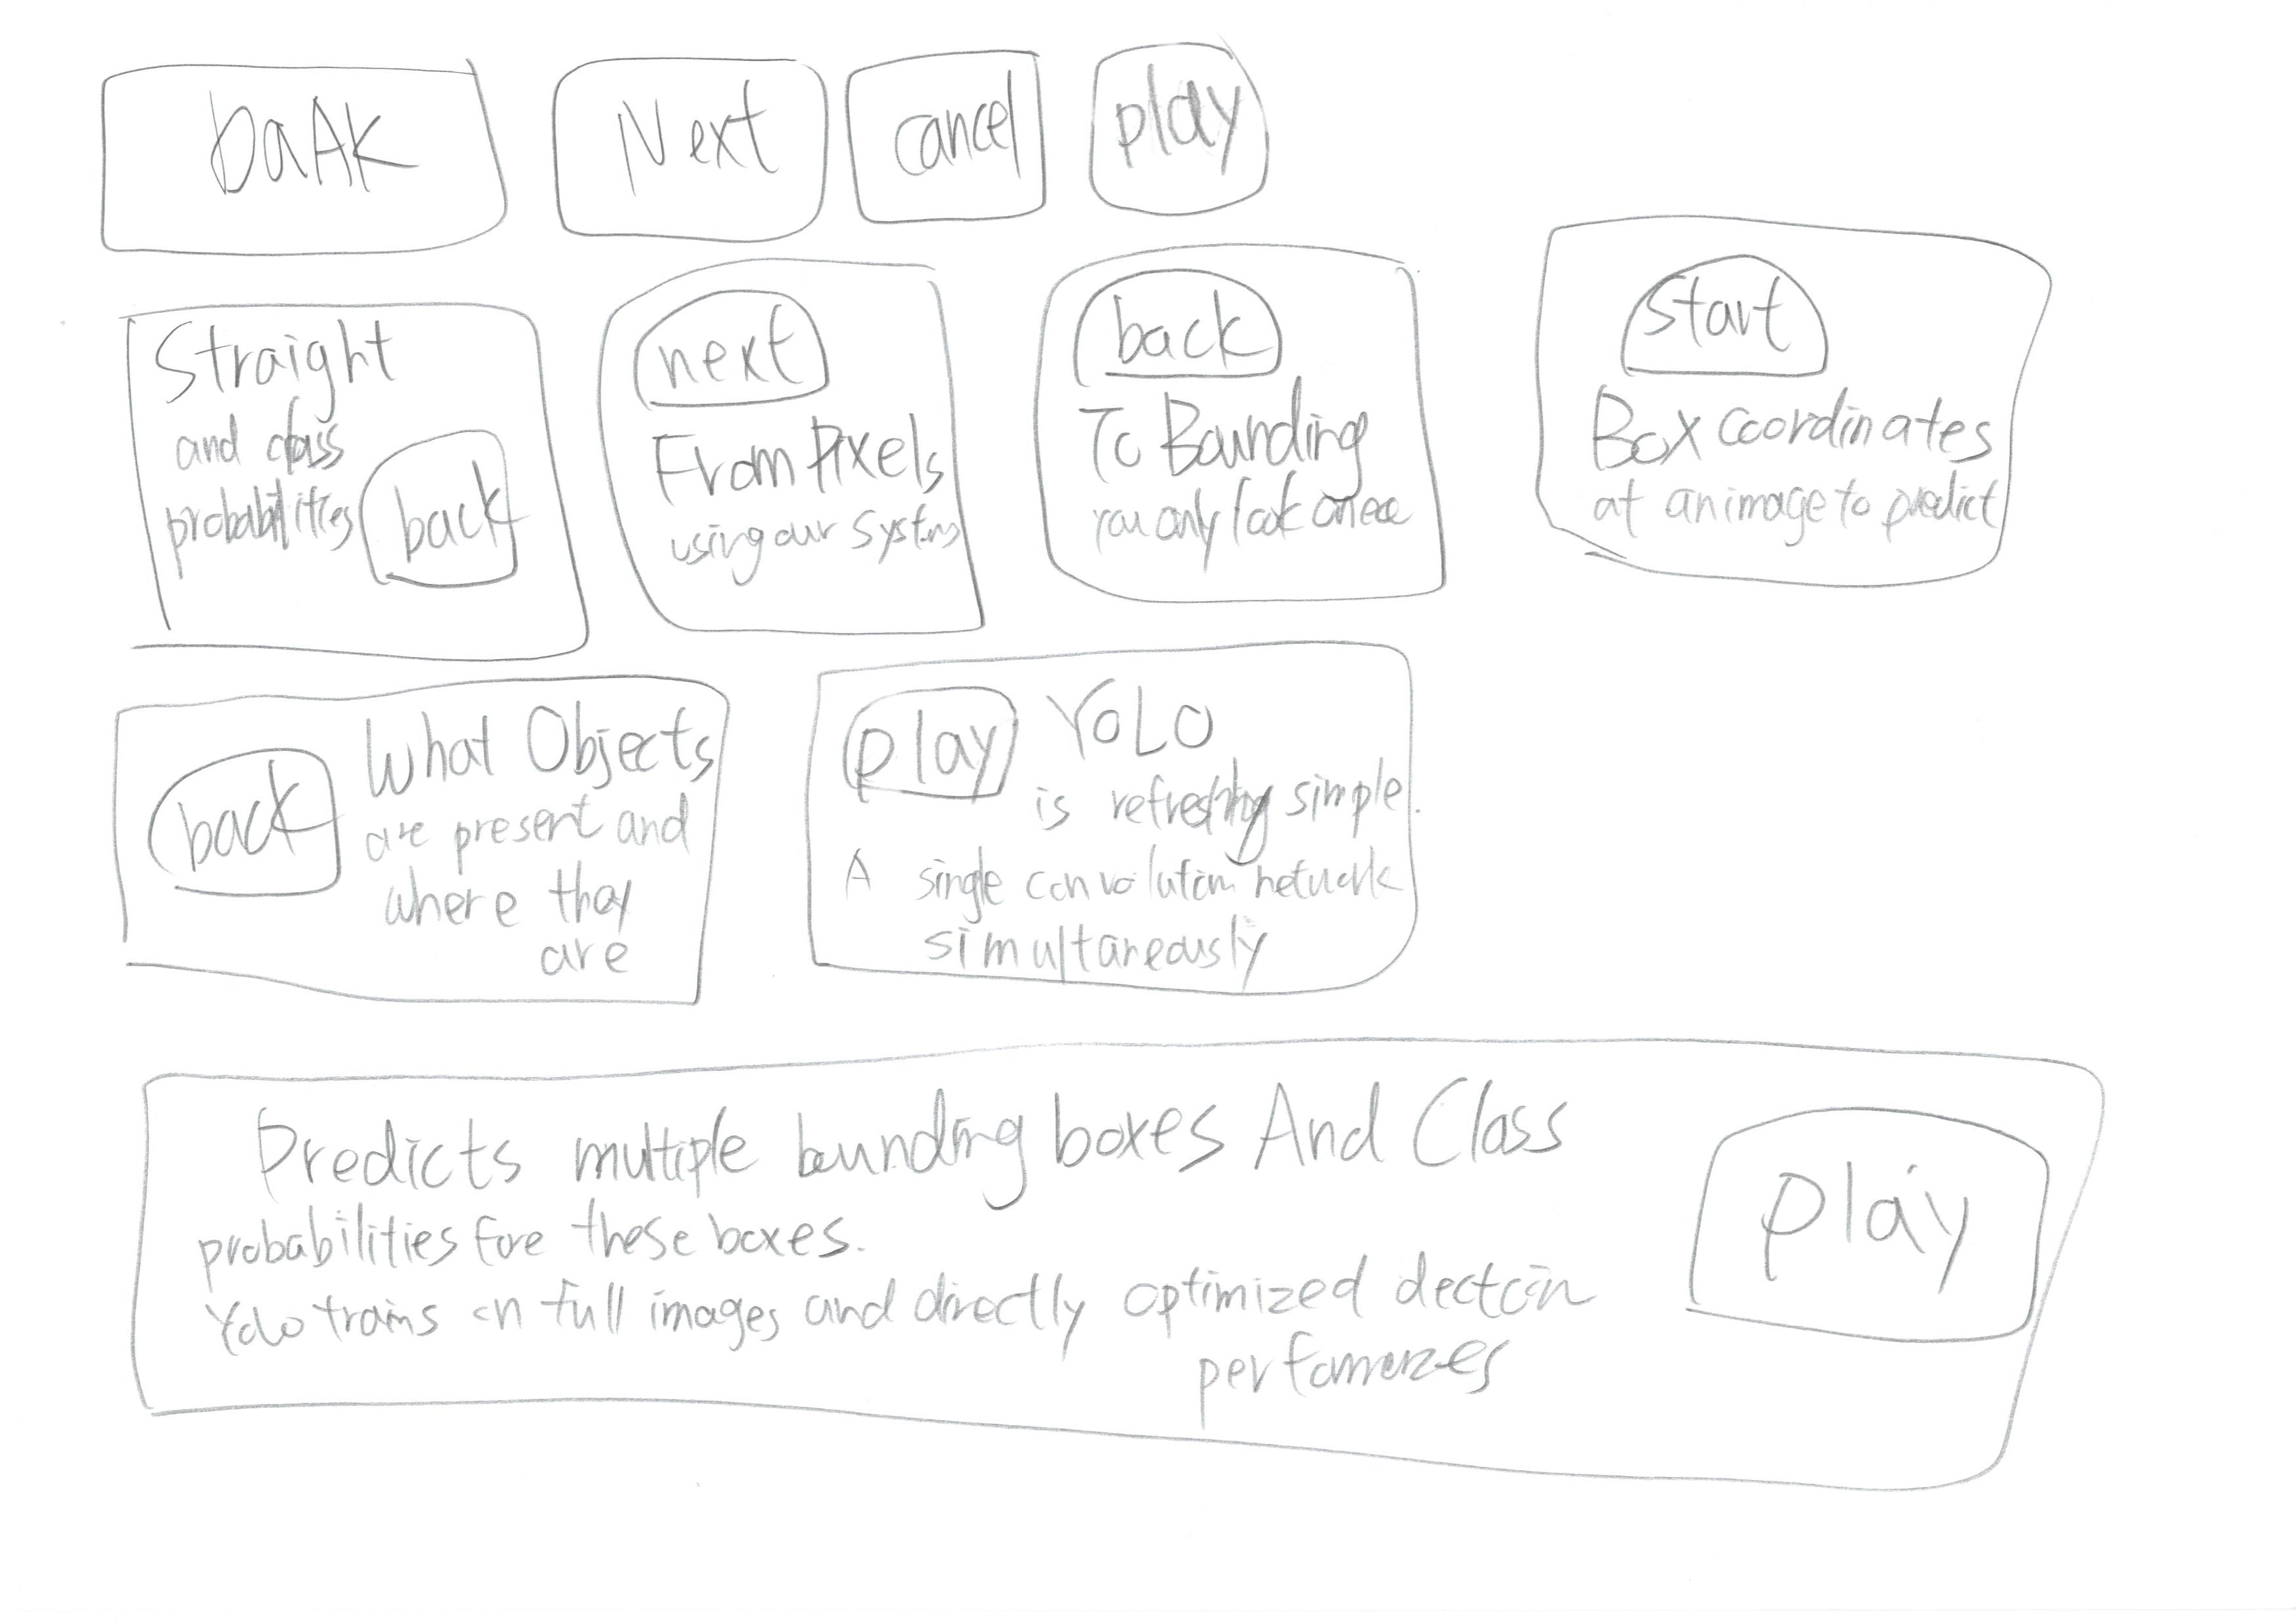 baAk
Next
cancel
play
Straight
and class
probabilities
back
next
From Pixels
using our systems
back
To Bounding
you only look once
start
Box coordinates
at an image to predict
back
What Objects
are present and
where they
are
play
YOLO
is refreshing simple.
A single convolution network
simultaneously
Predicts multiple bounding boxes And Class
probabilities fore these boxes.
Yolo trains on full images and directly optimized
play